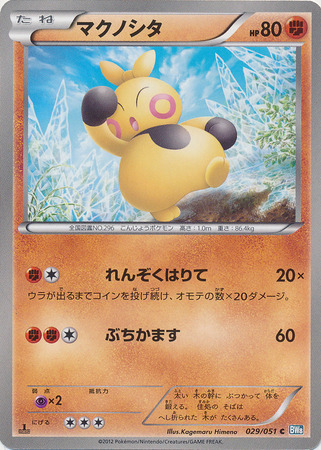 たね
マクノシタ
HP80
全国図鑑NO.296 こんじょうポケモン 高さ:1.0m 重さ:86.4kg
れんぞくはりて 20×
ウラが出るまでコインを投げ続け、オモテの数×20ダメージ。
ぶちかます 60
弱点 抵抗力
×2
にげる
太い 木の幹に ぶつかって 体を
鍛える。 佳処の そばは
へし折られた 木が たくさんある。
Illus.Kagemaru Himeno 029/051 C BW8
©2012 Pokémon/Nintendo/Creatures/GAME FREAK.